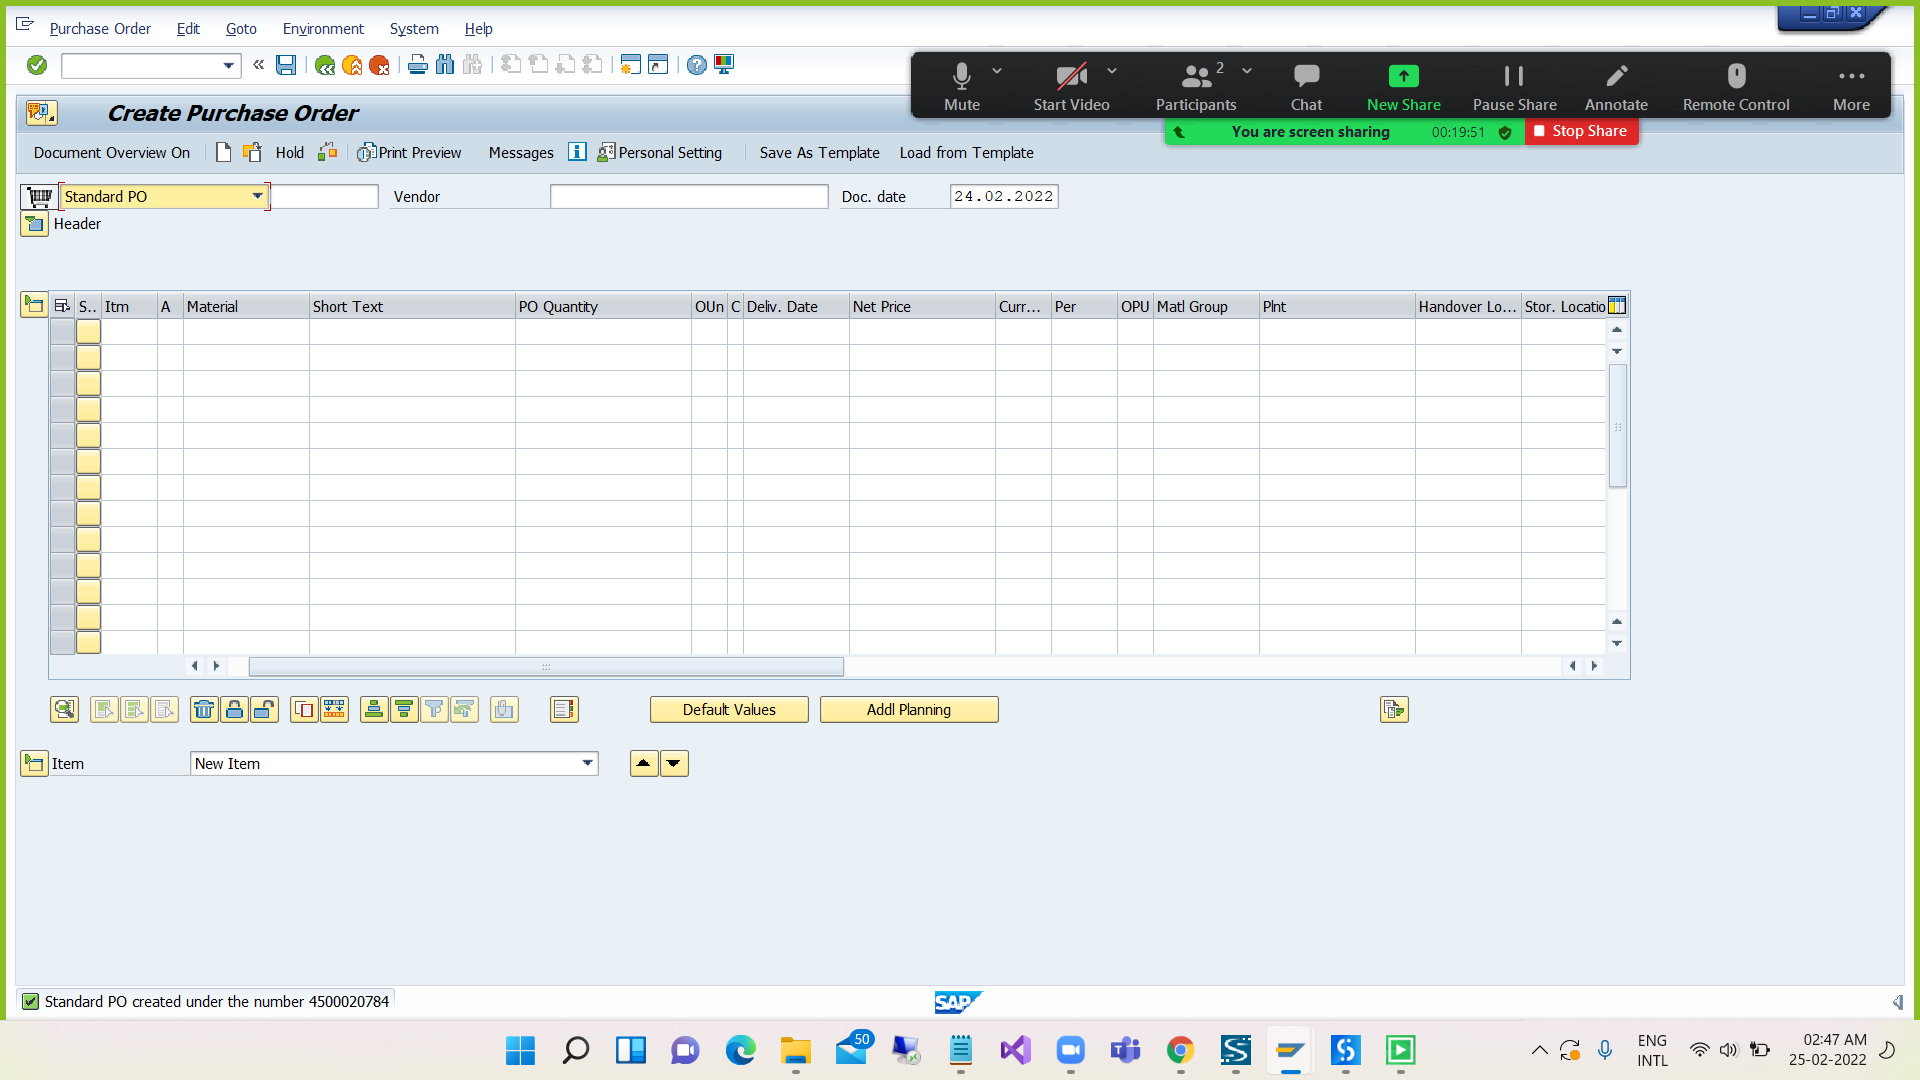 Purchase Order Edit Goto Environment System Help
Mute Start Video Participants 2 Chat New Share Pause Share Annotate Remote Control More
Create Purchase Order
You are screen sharing 00:19:51 Stop Share
Document Overview On Hold Print Preview Messages Personal Setting Save As Template Load from Template
Standard PO Vendor Doc. date 24.02.2022
Header
S.. Itm A Material Short Text PO Quantity OUn C Deliv. Date Net Price Curr... Per OPU Matl Group Plnt Handover Lo... Stor. Locatio
Default Values Addl Planning
Item New Item
Standard PO created under the number 4500020784 SAP
50
ENG 02:47 AM
INTL 25-02-2022